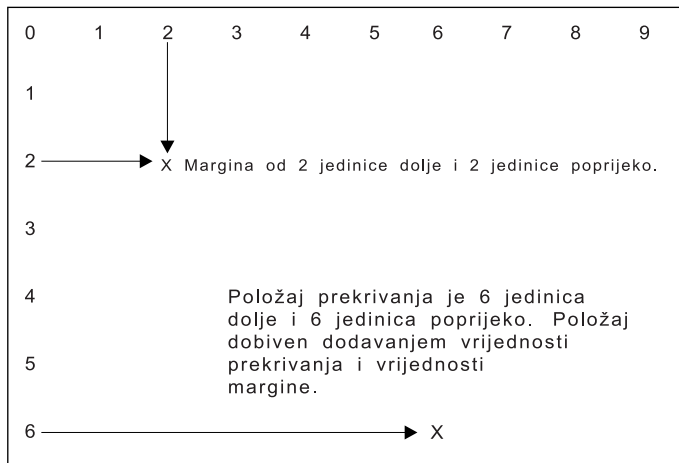 0 1 2 3 4 5 6 7 8 9
1
2 X Margina od 2 jedinice dolje i 2 jedinice poprijeko.
3
4 Položaj prekrivanja je 6 jedinica
dolje i 6 jedinica poprijeko. Položaj
dobiven dodavanjem vrijednosti
5 prekrivanja i vrijednosti
margine.
6 X